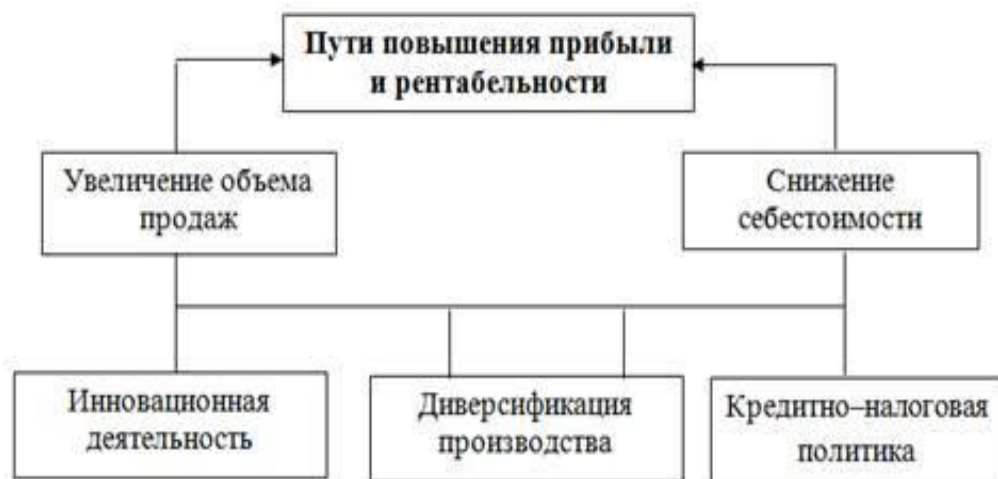 Пути повышения прибыли
и рентабельности
Увеличение объема
продаж
Снижение
себестоимости
Инновационная
деятельность
Диверсификация
производства
Кредитно–налоговая
политика